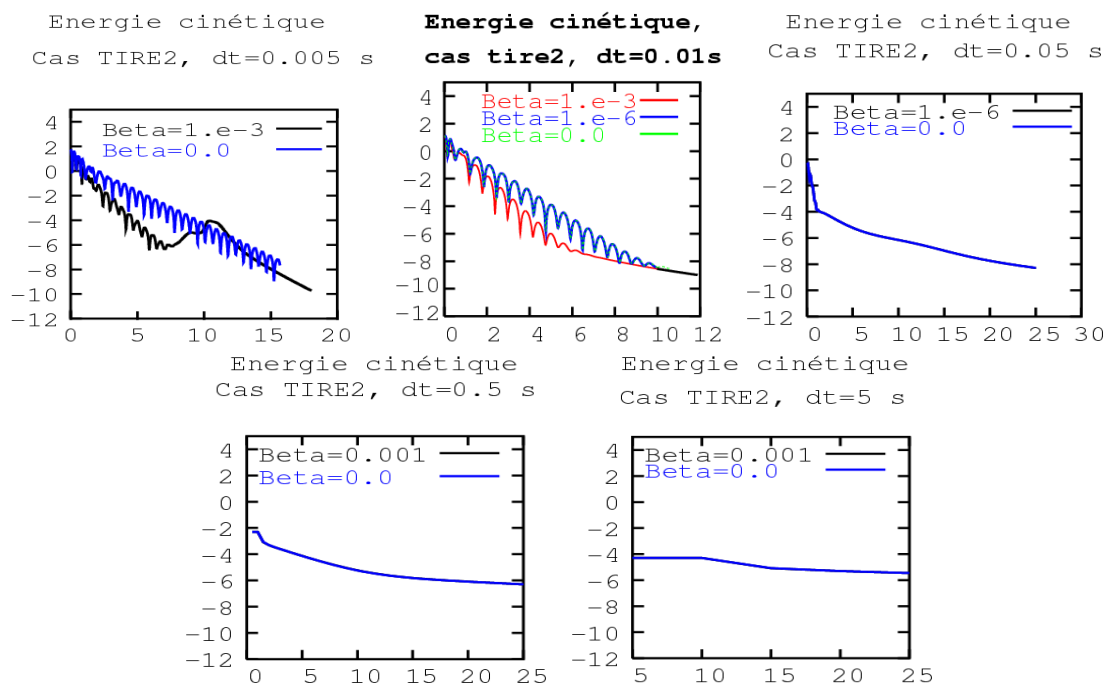 Energie cinétique
Cas TIRE2, dt=0.005 s
4
2
0
−2
−4
−6
−8
−10
−12
Beta=1.e-3
Beta=0.0
0 5 10 15 20
Energie cinétique,
cas tire2, dt=0.01s
4
2
0
−2
−4
−6
−8
−10
−12
Beta=1.e-3
Beta=1.e-6
Beta=0.0
0 2 4 6 8 10 12
Energie cinétique
Cas TIRE2, dt=0.05 s
4
2
0
−2
−4
−6
−8
−10
−12
Beta=1.e-6
Beta=0.0
0 5 10 15 20 25 30
Energie cinétique
Cas TIRE2, dt=0.5 s
4
2
0
−2
−4
−6
−8
−10
−12
Beta=0.001
Beta=0.0
0 5 10 15 20 25
Energie cinétique
Cas TIRE2, dt=5 s
4
2
0
−2
−4
−6
−8
−10
−12
Beta=0.001
Beta=0.0
5 10 15 20 25